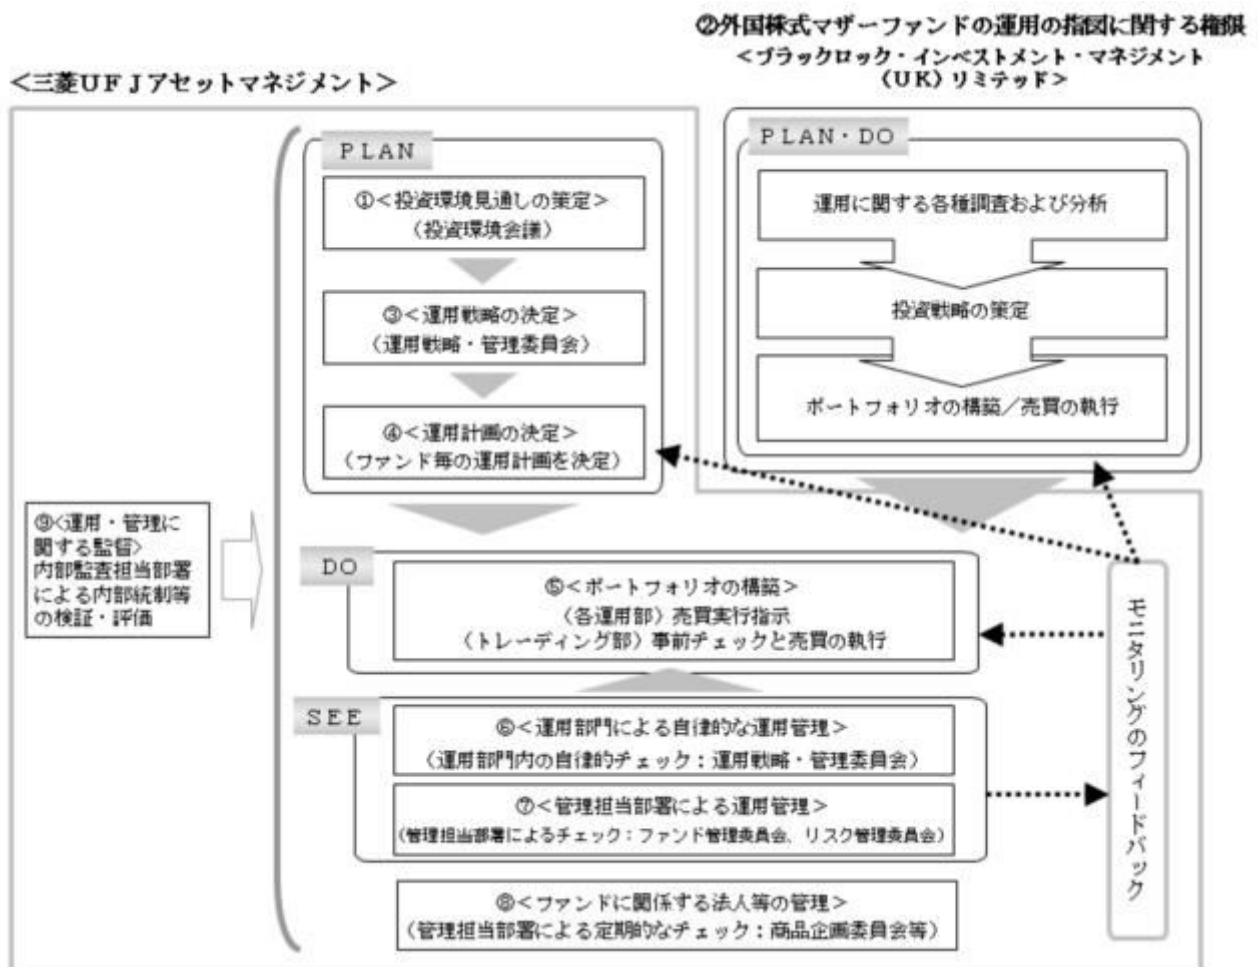 ②外国株式マザーファンドの運用の指図に関する権限
<ブラックロック・インベストメント・マネジメント
(UK)リミテッド>
<三菱UFJアセットマネジメント>
PLAN
①<投資環境見通しの策定>
(投資環境会議)
③<運用戦略の決定>
(運用戦略・管理委員会)
④<運用計画の決定>
(ファンド毎の運用計画を決定)
PLAN・DO
運用に関する各種調査および分析
投資戦略の策定
ポートフォリオの構築/売買の執行
⑨<運用・管理に
関する監督>
内部監査担当部署
による内部統制等
の検証・評価
DO
⑤<ポートフォリオの構築>
(各運用部)売買実行指示
(トレーディング部)事前チェックと売買の執行
SEE
⑥<運用部門による自律的な運用管理>
(運用部門内の自律的チェック:運用戦略・管理委員会)
⑦<管理担当部署による運用管理>
(管理担当部署によるチェック:ファンド管理委員会、リスク管理委員会)
⑧<ファンドに関係する法人等の管理>
(管理担当部署による定期的なチェック:商品企画委員会等)
モニタリングのフィードバック